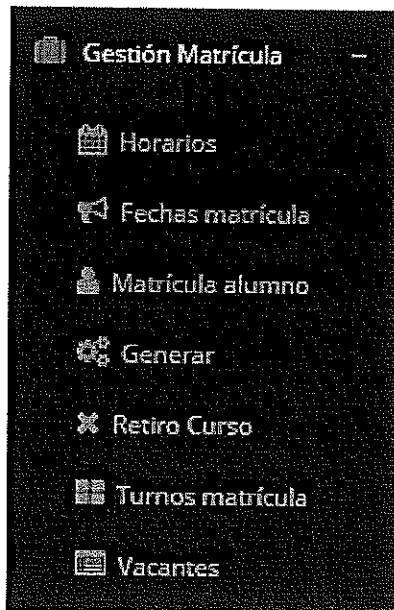 Gestión Matrícula –
Horarios
Fechas matrícula
Matrícula alumno
Generar
Retiro Curso
Turnos matrícula
Vacantes